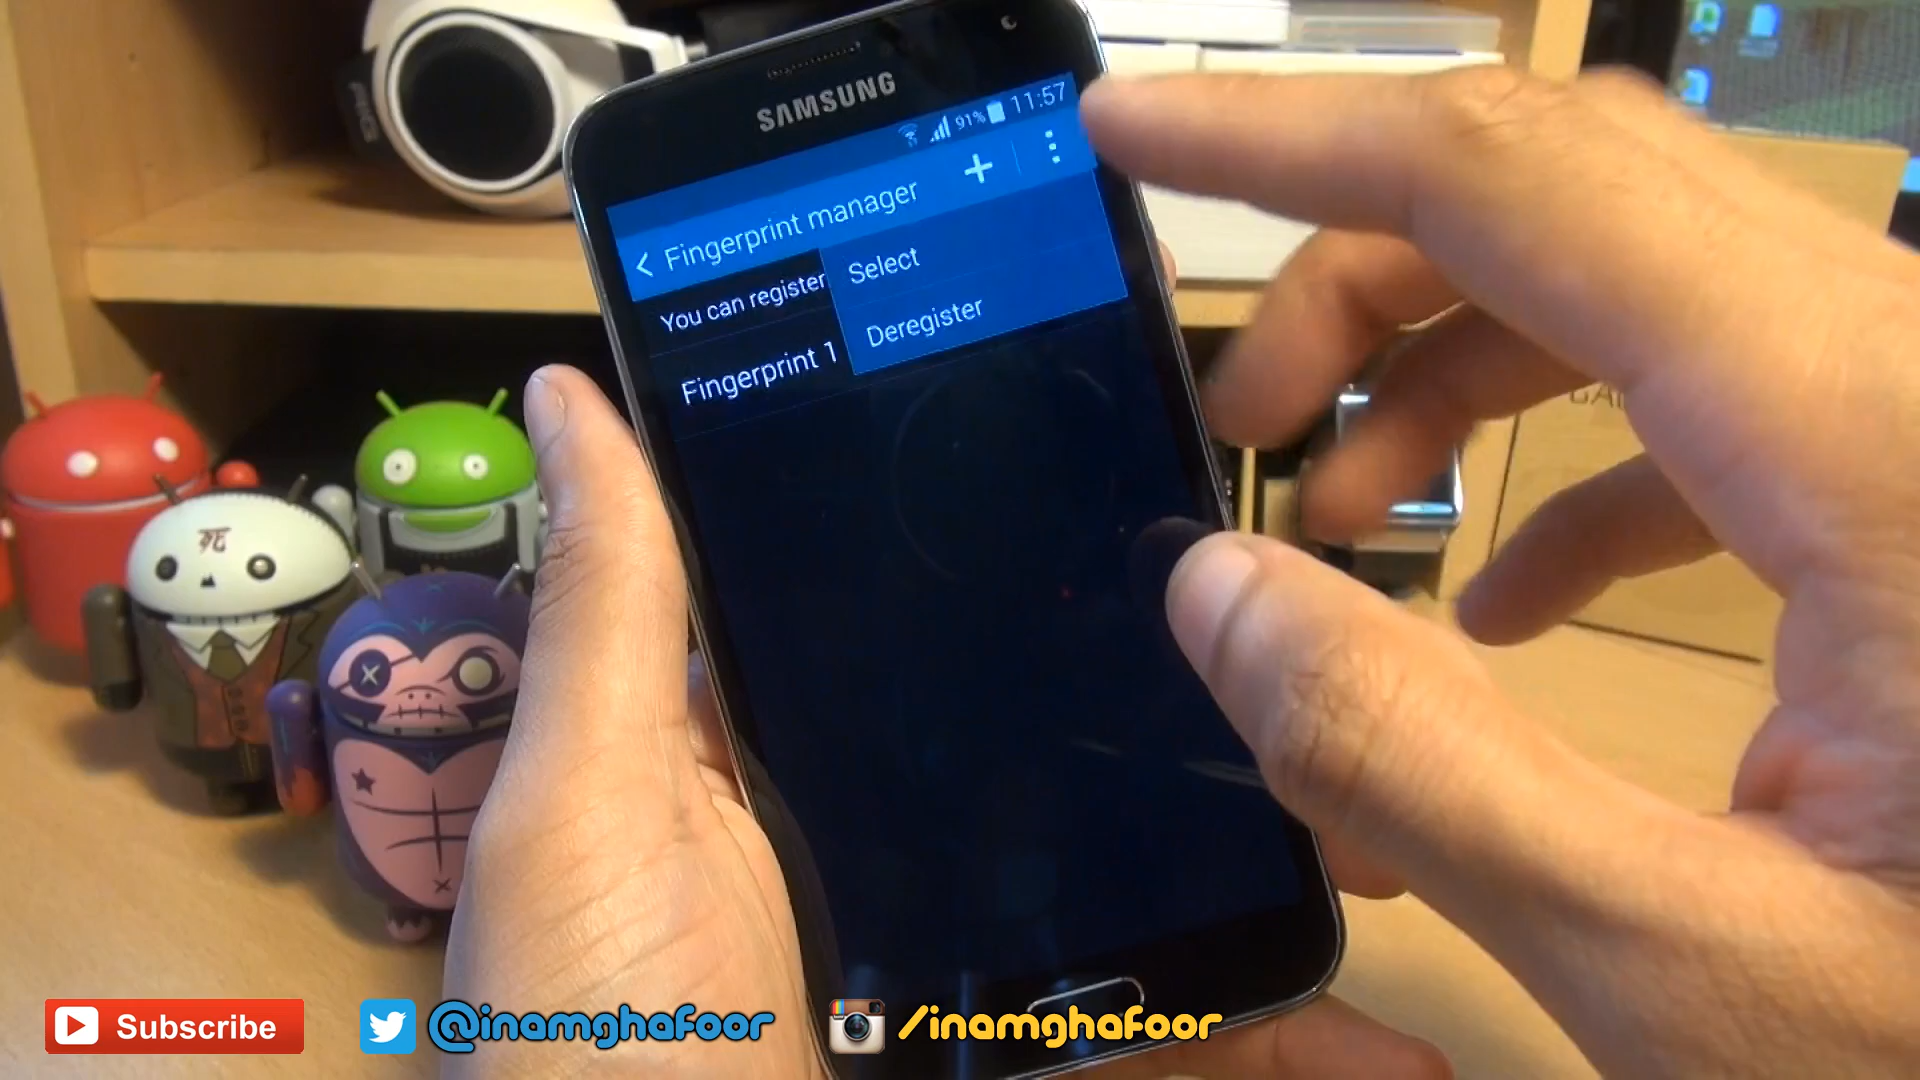 SAMSUNG
91% 11:57
Fingerprint manager
You can register
Select
Fingerprint 1
Deregister
Subscribe
@inamghafoor
/inamghafoor